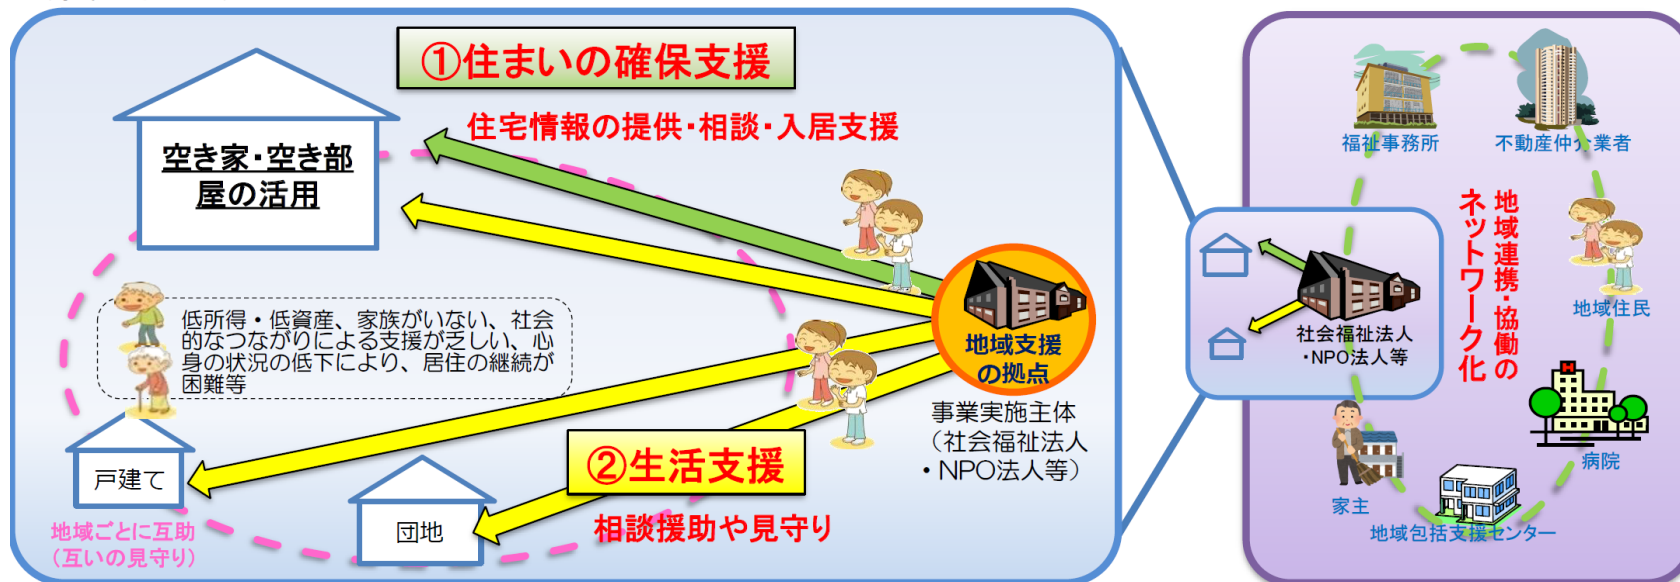 ①住まいの確保支援
住宅情報の提供・相談・入居支援
空き家・空き部
屋の活用
低所得・低資産、家族がいない、社会
的なつながりによる支援が乏しい、心
身の状況の低下により、居住の継続が
困難等
地域支援
の拠点
事業実施主体
（社会福祉法人
・NPO法人等）
戸建て
地域ごとに互助
（互いの見守り）
団地
②生活支援
相談援助や見守り
福祉事務所
不動産仲介業者
地域連携・協働の
ネットワーク化
地域住民
社会福祉法人
・NPO法人等
H
病院
家主
地域包括支援センター